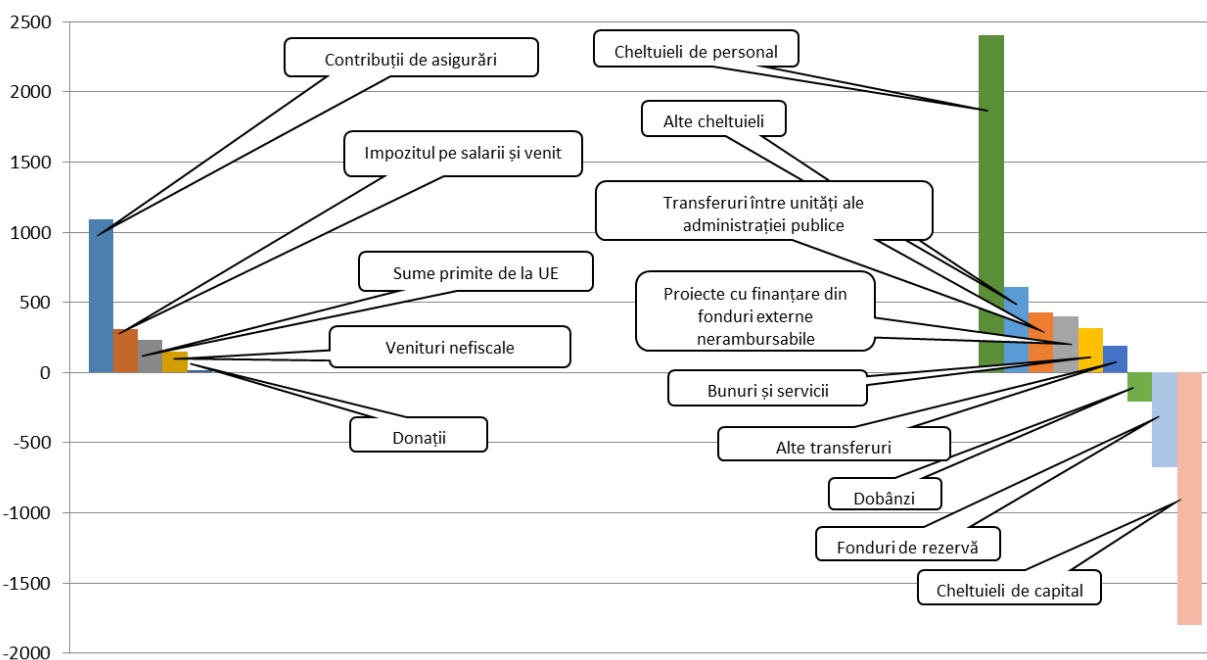 2500
2000
1500
1000
500
0
-500
-1000
-1500
-2000
Contribuții de asigurări
Impozitul pe salarii și venit
Sume primite de la UE
Venituri nefiscale
Donații
Cheltuieli de personal
Alte cheltuieli
Transferuri între unități ale
administrației publice
Proiecte cu finanțare din
fonduri externe
nerambursabile
Bunuri și servicii
Alte transferuri
Dobânzi
Fonduri de rezervă
Cheltuieli de capital